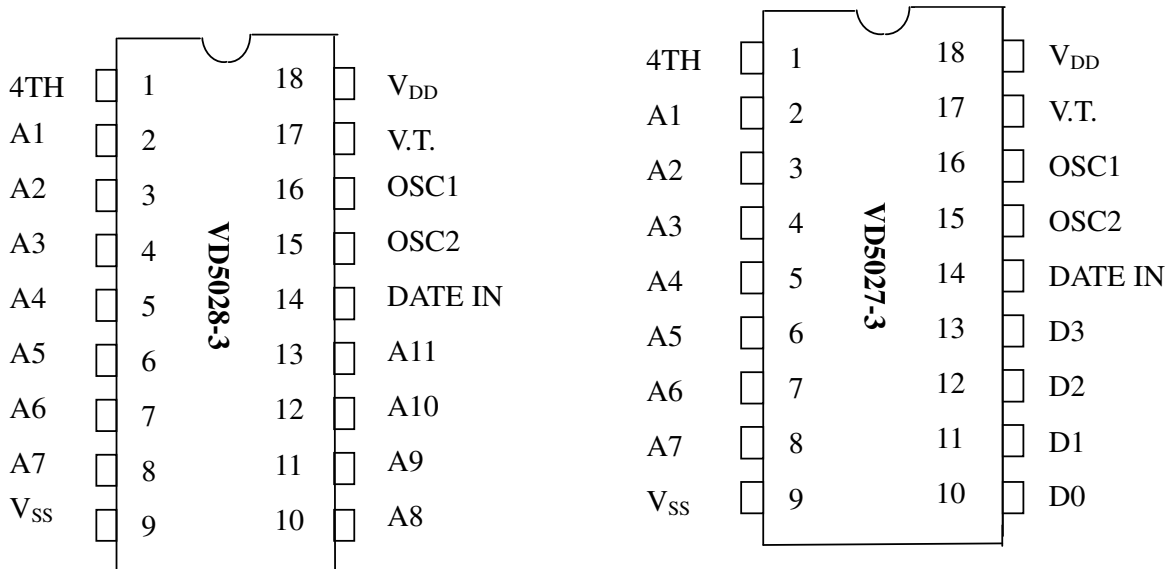 4TH 1 18 VDD
A1 2 17 V.T.
A2 3 16 OSC1
A3 4 15 OSC2
A4 5 14 DATE IN
A5 6 13 A11
A6 7 12 A10
A7 8 11 A9
VSS 9 10 A8
VD5028-3
4TH 1 18 VDD
A1 2 17 V.T.
A2 3 16 OSC1
A3 4 15 OSC2
A4 5 14 DATE IN
A5 6 13 D3
A6 7 12 D2
A7 8 11 D1
VSS 9 10 D0
VD5027-3